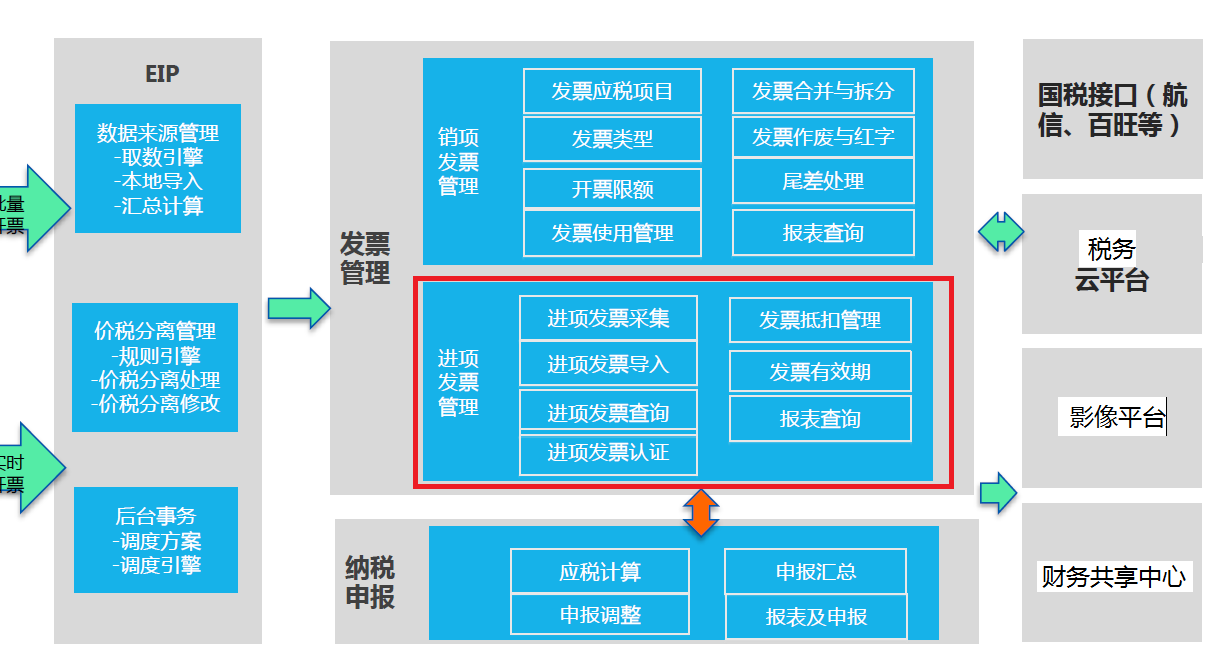 EIP
数据来源管理
-取数引擎
-本地导入
-汇总计算
价税分离管理
-规则引擎
-价税分离处理
-价税分离修改
后台事务
-调度方案
-调度引擎
批量
开票
实时
开票
发票
管理
销项
发票
管理
发票应税项目
发票类型
开票限额
发票使用管理
发票合并与拆分
发票作废与红字
尾差处理
报表查询
进项
发票
管理
进项发票采集
进项发票导入
进项发票查询
进项发票认证
发票抵扣管理
发票有效期
报表查询
纳税
申报
应税计算
申报调整
申报汇总
报表及申报
国税接口（航
信、百旺等）
税务
云平台
影像平台
财务共享中心